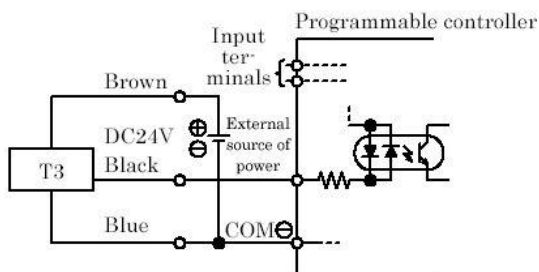 Programmable controller
Input
ter-
minals
Brown
DC24V
⊕
⊖
External
source of
power
T3
Black
Blue
COM⊖